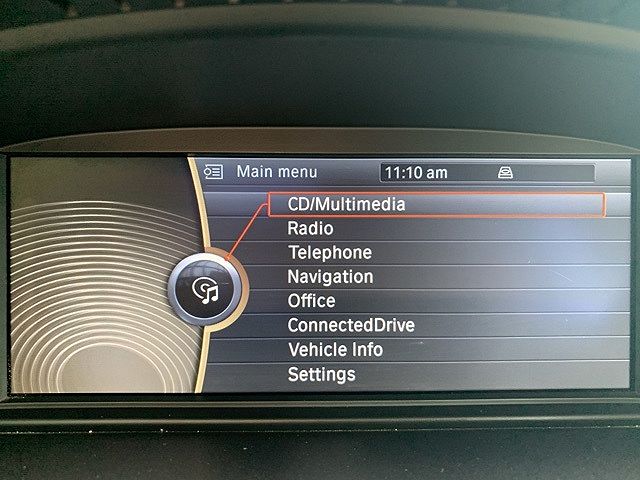 Main menu 11:10 am
CD/Multimedia
Radio
Telephone
Navigation
Office
ConnectedDrive
Vehicle Info
Settings